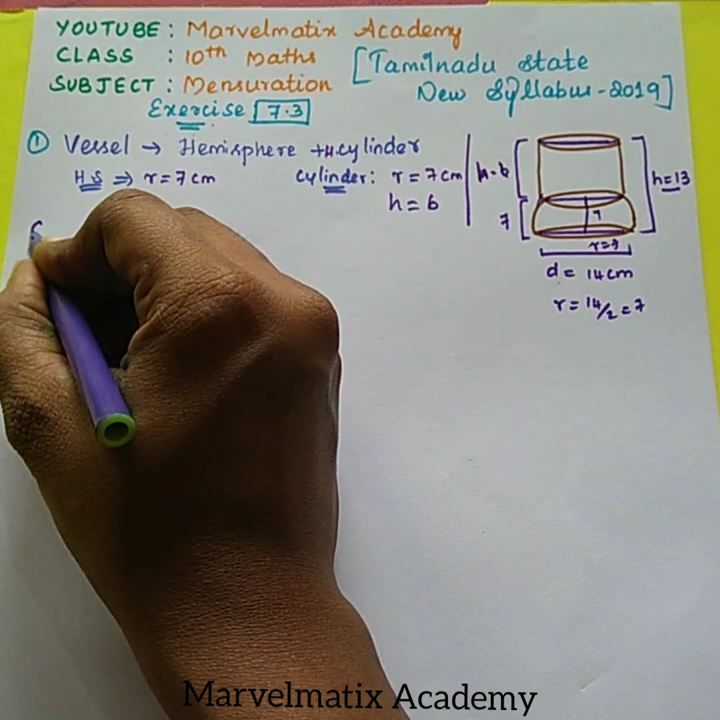 YOUTUBE : Marvelmatix Academy
CLASS : 10th Maths
SUBJECT : Mensuration
[Tamilnadu state
New Syllabus - 2019]
Exercise 7.3
① Vessel → Hemisphere + H.cylinder
H.S ⇒ r = 7 cm
Cylinder: r = 7 cm
h = 6
h = 6
7
7
r = 7
h = 13
d = 14 cm
r = 14/2 = 7
Marvelmatix Academy